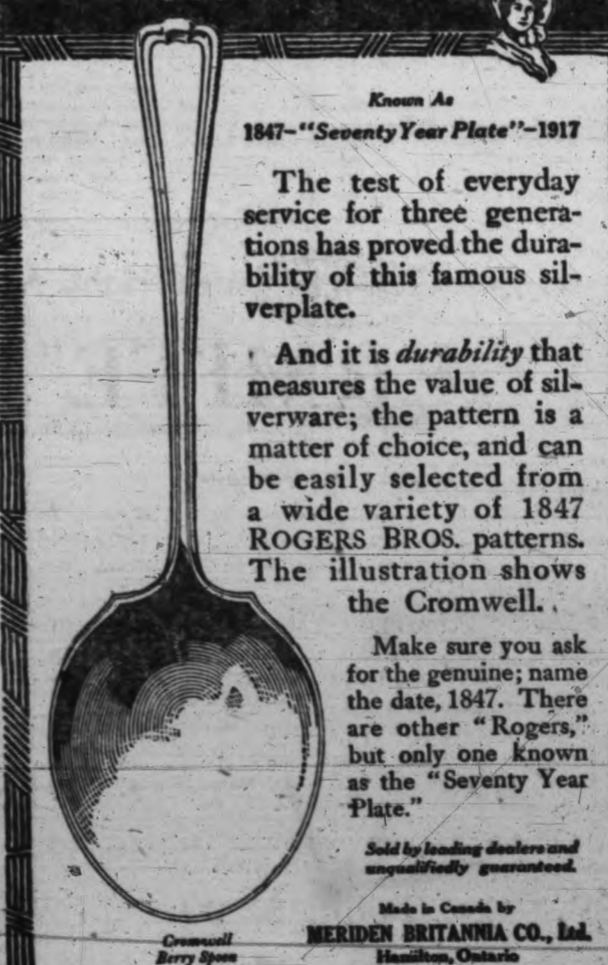 Known As
1847-"Seventy Year Plate"-1917
The test of everyday
service for three genera-
tions has proved the dura-
bility of this famous sil-
verplate.
And it is durability that
measures the value of sil-
verware; the pattern is a
matter of choice, and can
be easily selected from
a wide variety of 1847
ROGERS BROS. patterns.
The illustration shows
the Cromwell.
Make sure you ask
for the genuine; name
the date, 1847. There
are other "Rogers,"
but only one known
as the "Seventy Year
Plate."
Sold by leading dealers and
unqualifiedly guaranteed.
Made in Canada by
MERIDEN BRITANNIA CO., Ltd.
Hamilton, Ontario
Cromwell
Berry Spoon